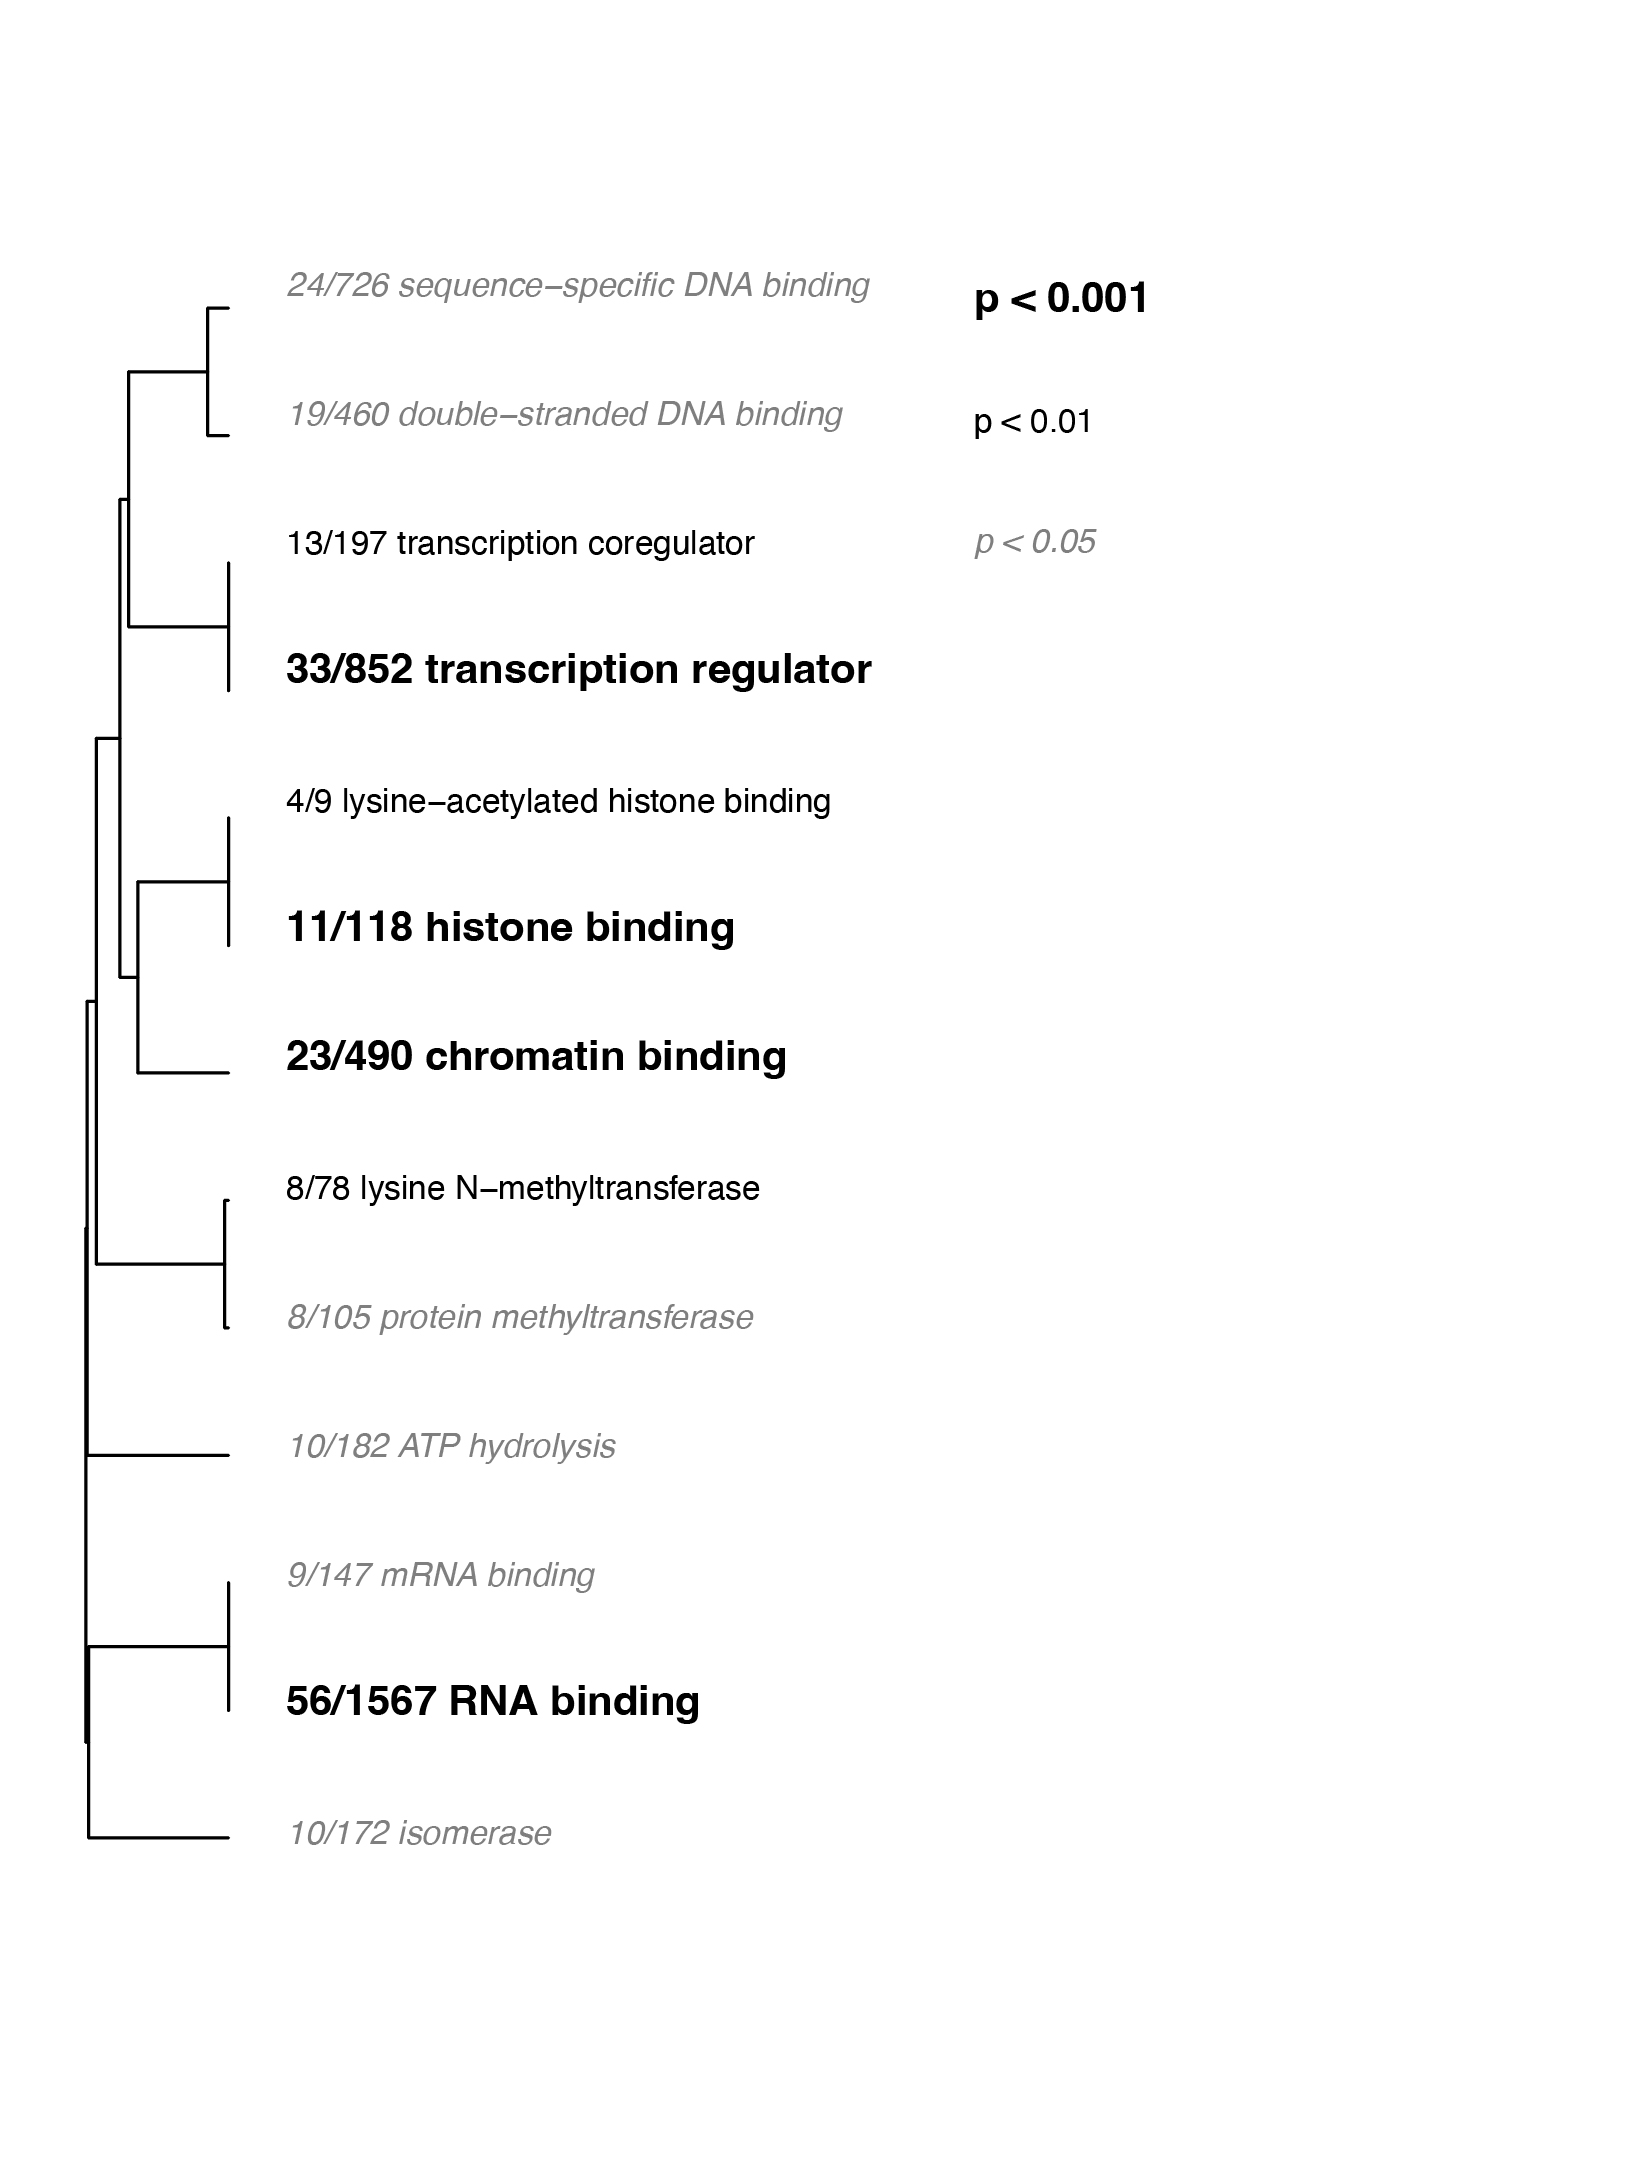 24/726 sequence−specific DNA binding
p < 0.001
19/460 double−stranded DNA binding
p < 0.01
13/197 transcription coregulator
p < 0.05
33/852 transcription regulator
4/9 lysine−acetylated histone binding
11/118 histone binding
23/490 chromatin binding
8/78 lysine N−methyltransferase
8/105 protein methyltransferase
10/182 ATP hydrolysis
9/147 mRNA binding
56/1567 RNA binding
10/172 isomerase